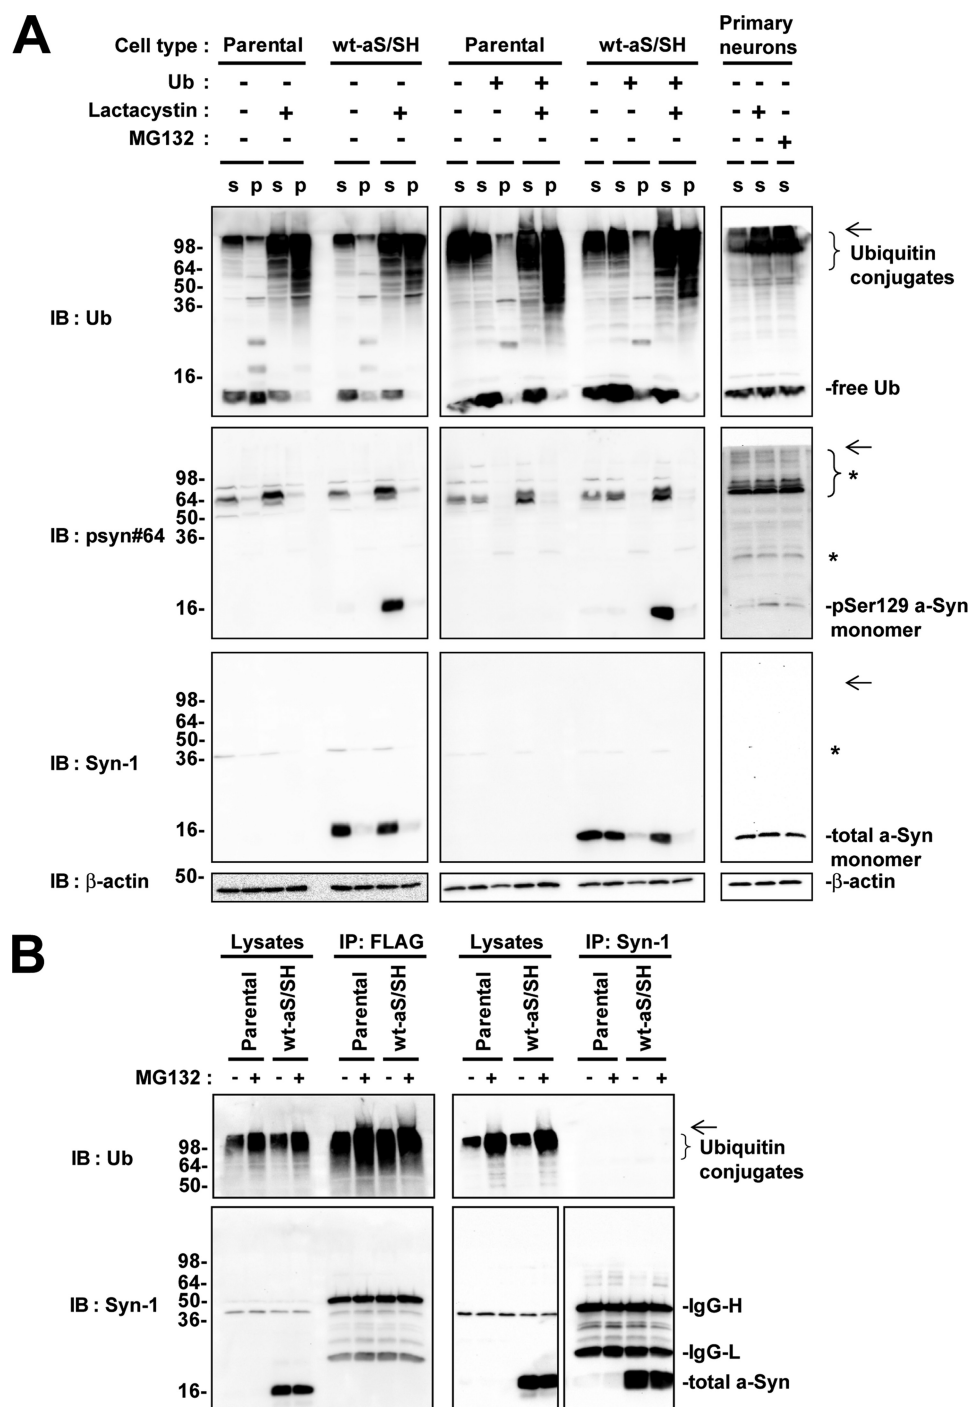 A
Cell type : Parental wt-aS/SH Parental wt-aS/SH Primary neurons
Ub : - - - - - + + - + + - - -
Lactacystin : - + - + - - + - - + - + -
MG132 : - - - - - - - - - - - - +
s p s p s p s p s s p s p s s p s p s s s
98-
64-
50-
36-
16-
IB : Ub
Ubiquitin conjugates
-free Ub
98-
64-
50-
36-
16-
IB : psyn#64
*
*
-pSer129 a-Syn monomer
98-
64-
50-
36-
16-
IB : Syn-1
*
-total a-Syn monomer
50-
IB : β-actin
-β-actin
B
Lysates IP: FLAG Lysates IP: Syn-1
Parental wt-aS/SH Parental wt-aS/SH Parental wt-aS/SH Parental wt-aS/SH
MG132 : - + - + - + - + - + - + - + - +
98-
64-
50-
IB : Ub
Ubiquitin conjugates
98-
64-
50-
36-
16-
IB : Syn-1
-IgG-H
-IgG-L
-total a-Syn